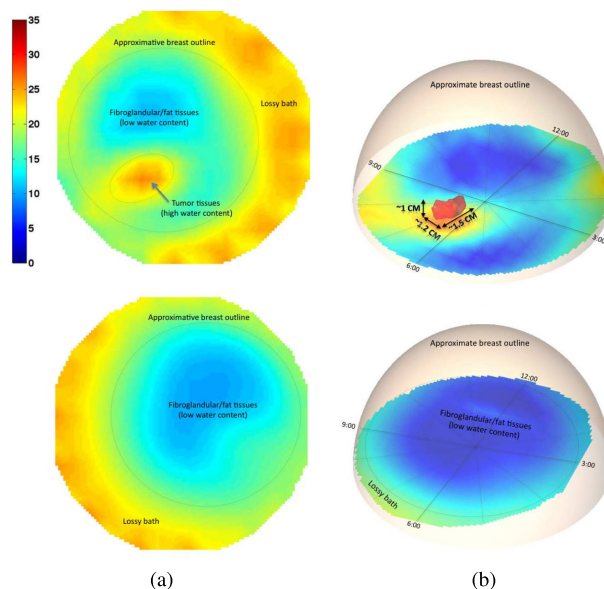 35
30
25
20
15
10
5
0
Approximative breast outline
Fibroglandular/fat tissues
(low water content)
Lossy bath
Tumor tissues
(high water content)
Approximate breast outline
12:00
9:00
3:00
6:00
~1 CM
~1.2 CM
~1.5 CM
Approximative breast outline
Fibroglandular/fat tissues
(low water content)
Lossy bath
Approximate breast outline
12:00
Fibroglandular/fat tissues
(low water content)
9:00
3:00
Lossy bath
6:00
(a)
(b)